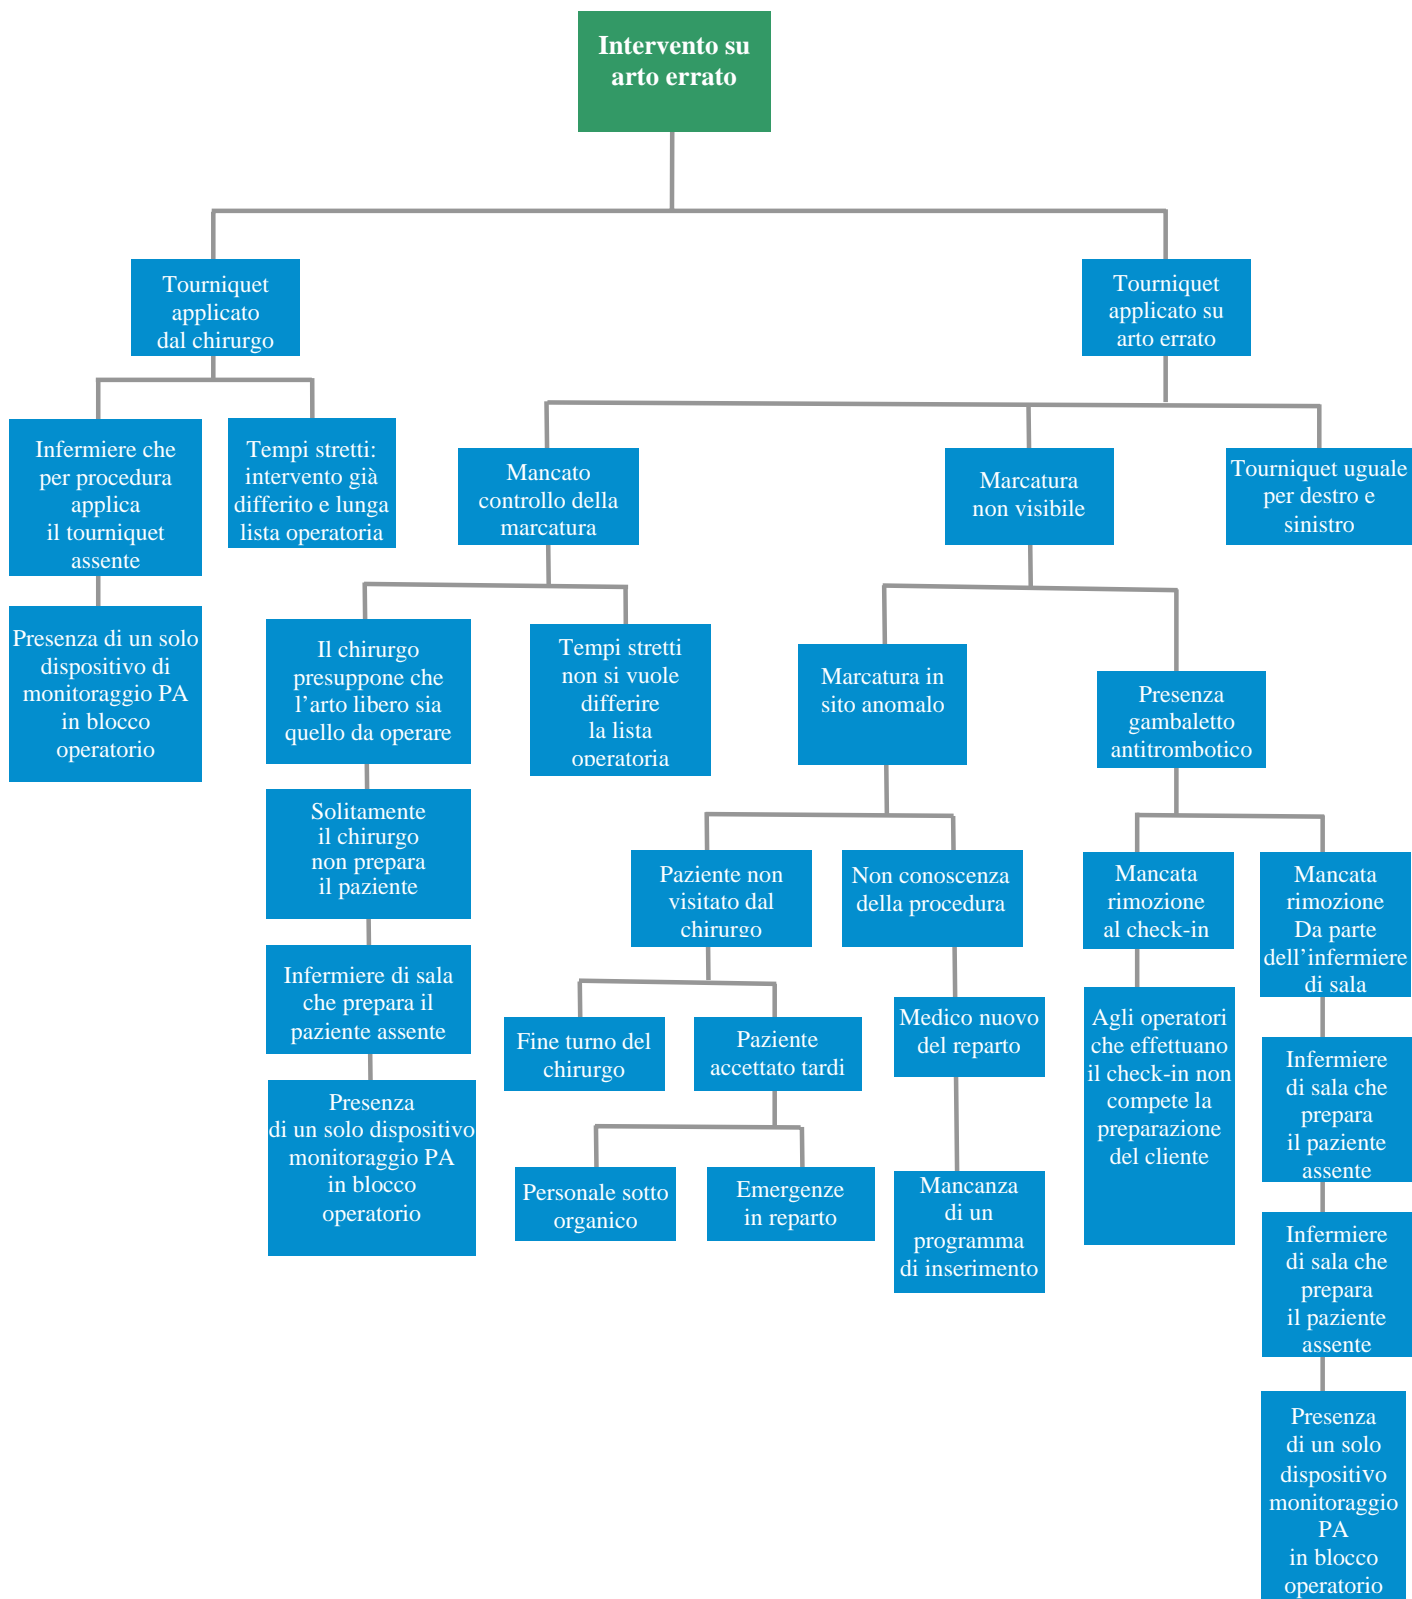 Intervento su
arto errato
Tourniquet
applicato
dal chirurgo
Tourniquet
applicato su
arto errato
Infermiere che
per procedura
applica
il tourniquet
assente
Tempi stretti:
intervento già
differito e lunga
lista operatoria
Mancato
controllo della
marcatura
Marcatura
non visibile
Tourniquet uguale
per destro e
sinistro
Presenza di un solo
dispositivo di
monitoraggio PA
in blocco
operatorio
Il chirurgo
presuppone che
l’arto libero sia
quello da operare
Tempi stretti
non si vuole
differire
la lista
operatoria
Marcatura in
sito anomalo
Presenza
gambaletto
antitrombotico
Solitamente
il chirurgo
non prepara
il paziente
Paziente non
visitato dal
chirurgo
Non conoscenza
della procedura
Mancata
rimozione
al check-in
Mancata
rimozione
Da parte
dell’infermiere
di sala
Infermiere di sala
che prepara il
paziente assente
Fine turno del
chirurgo
Paziente
accettato tardi
Medico nuovo
del reparto
Agli operatori
che effettuano
il check-in non
compete la
preparazione
del cliente
Infermiere
di sala che
prepara
il paziente
assente
Presenza
di un solo dispositivo
monitoraggio PA
in blocco
operatorio
Personale sotto
organico
Emergenze
in reparto
Mancanza
di un
programma
di inserimento
Infermiere
di sala che
prepara
il paziente
assente
Presenza
di un solo
dispositivo
monitoraggio
PA
in blocco
operatorio